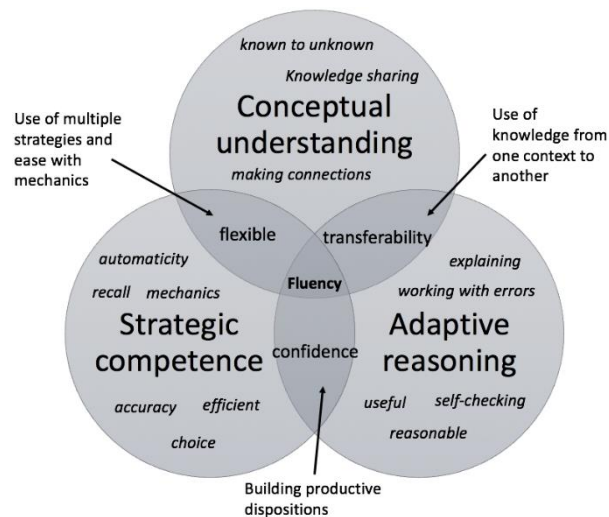 known to unknown
Knowledge sharing
Conceptual
understanding
making connections
Use of multiple
strategies and
ease with
mechanics
Use of
knowledge from
one context to
another
flexible
transferability
Fluency
confidence
automaticity
recall mechanics
Strategic
competence
accuracy efficient
choice
explaining
working with errors
Adaptive
reasoning
useful self-checking
reasonable
Building productive
dispositions